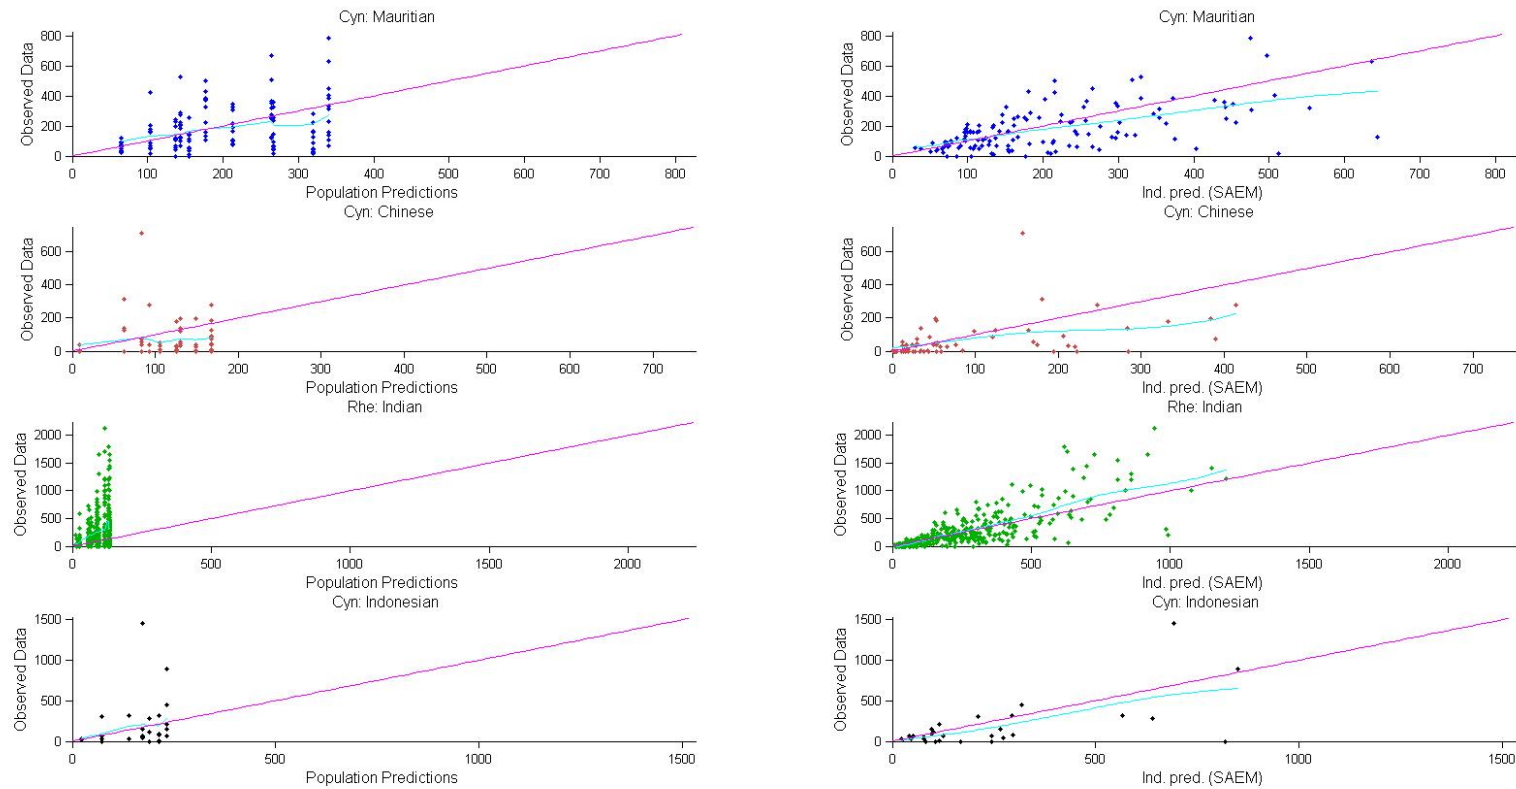 Cyn: Mauritian
Observed Data
800
600
400
200
0
0 100 200 300 400 500 600 700 800
Population Predictions
Cyn: Mauritian
Observed Data
800
600
400
200
0
0 100 200 300 400 500 600 700 800
Ind. pred. (SAEM)
Cyn: Chinese
Observed Data
600
400
200
0
0 100 200 300 400 500 600 700
Population Predictions
Cyn: Chinese
Observed Data
600
400
200
0
0 100 200 300 400 500 600 700
Ind. pred. (SAEM)
Rhe: Indian
Observed Data
2000
1500
1000
500
0
0 500 1000 1500 2000
Population Predictions
Rhe: Indian
Observed Data
2000
1500
1000
500
0
0 500 1000 1500 2000
Ind. pred. (SAEM)
Cyn: Indonesian
Observed Data
1500
1000
500
0
0 500 1000 1500
Population Predictions
Cyn: Indonesian
Observed Data
1500
1000
500
0
0 500 1000 1500
Ind. pred. (SAEM)